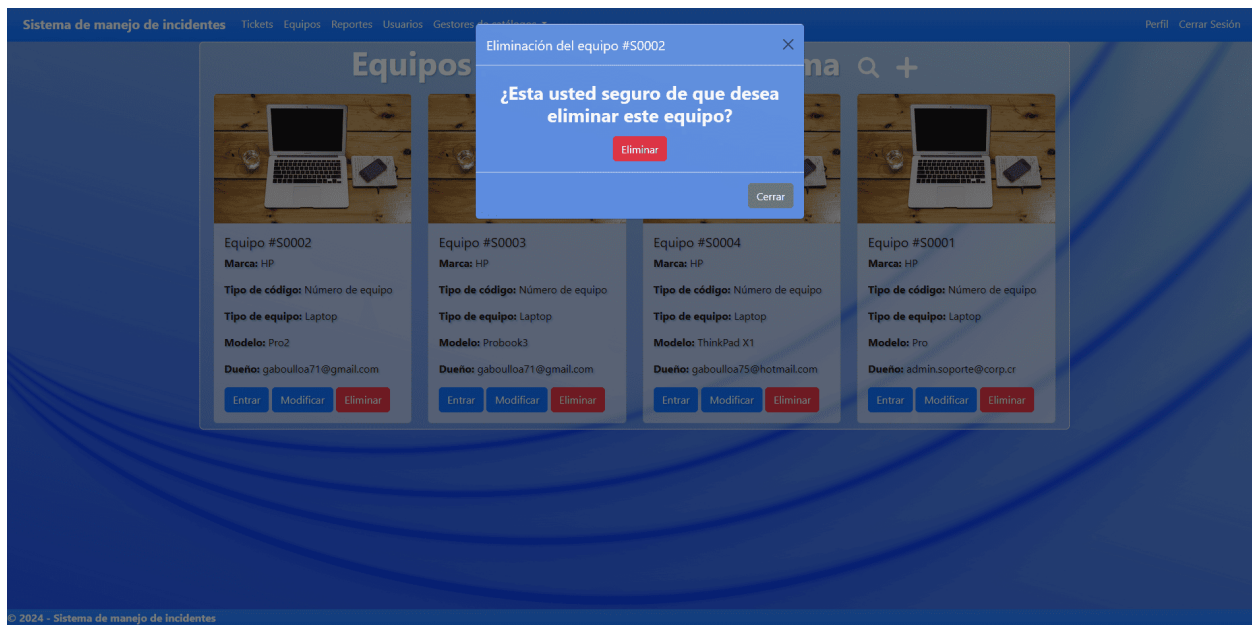 Sistema de manejo de incidentes Tickets Equipos Reportes Usuarios Gestores Perfil Cerrar Sesión
Eliminación del equipo #S0002
Equipos
¿Esta usted seguro de que desea
eliminar este equipo?
Eliminar
Cerrar
Equipo #S0002
Marca: HP
Tipo de código: Número de equipo
Tipo de equipo: Laptop
Modelo: Pro2
Dueño: gaboulloa71@gmail.com
Entrar Modificar Eliminar
Equipo #S0003
Marca: HP
Tipo de código: Número de equipo
Tipo de equipo: Laptop
Modelo: Probook3
Dueño: gaboulloa71@gmail.com
Entrar Modificar Eliminar
Equipo #S0004
Marca: HP
Tipo de código: Número de equipo
Tipo de equipo: Laptop
Modelo: ThinkPad X1
Dueño: gaboulloa75@hotmail.com
Entrar Modificar Eliminar
Equipo #S0001
Marca: HP
Tipo de código: Número de equipo
Tipo de equipo: Laptop
Modelo: Pro
Dueño: admin.soporte@corp.cr
Entrar Modificar Eliminar
© 2024 - Sistema de manejo de incidentes